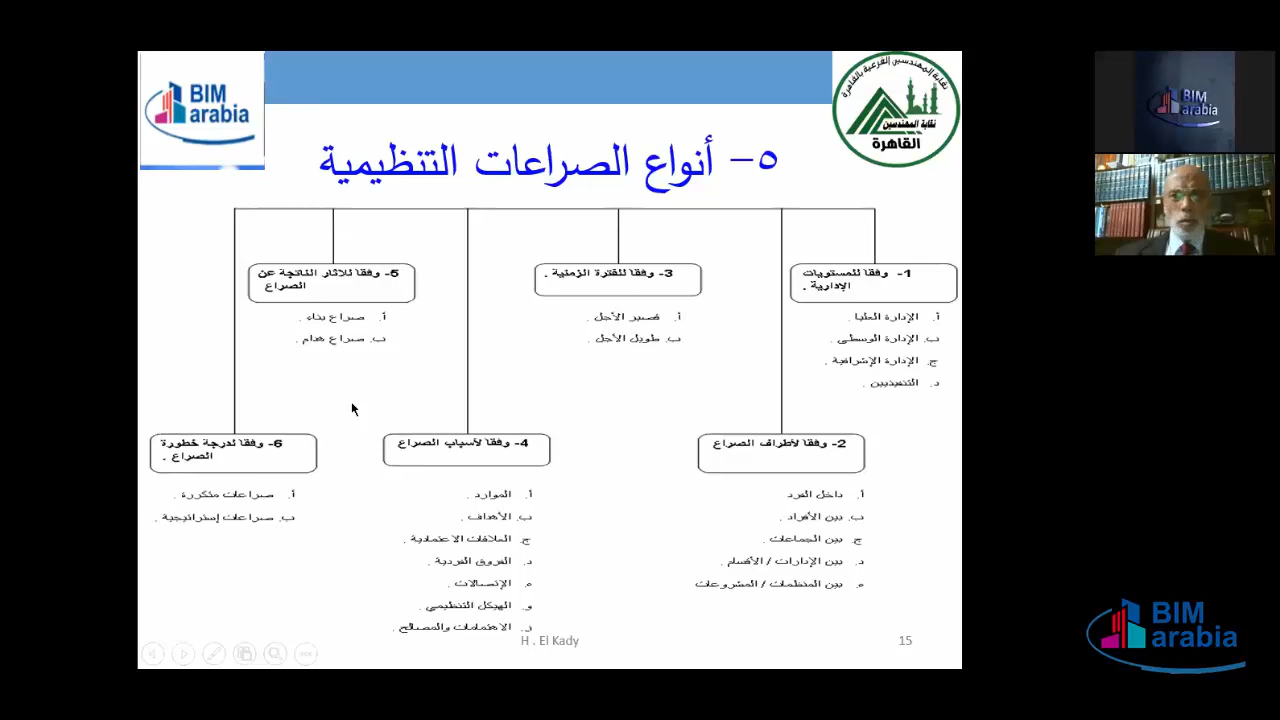 BIM
arabia
نقابة المهندسين الفرعية بالقاهرة
نقابة المهندسين
القاهرة
٥- أنواع الصراعات التنظيمية
1- وفقا للمستويات
الإدارية .
أ. الإدارة العليا .
ب. الإدارة الوسطى .
ج. الإدارة الإشرافية .
د. التنفيذيين .
2- وفقا لأطراف الصراع
أ. داخل الفرد
ب. بين الأفراد .
ج. بين الجماعات .
د. بين الإدارات / الأقسام .
ه. بين المنظمات / المشروعات
3- وفقا للفترة الزمنية .
أ. قصير الأجل .
ب. طويل الأجل .
4- وفقا لأسباب الصراع
أ. الموارد .
ب. الأهداف .
ج. العلاقات الاعتمادية .
د. الفروق الفردية .
ه. الإتصالات .
و. الهيكل التنظيمي .
ز. الاهتمامات والمصالح .
5- وفقا للاثار الناتجة عن
الصراع
أ. صراع بناء .
ب. صراع هدام .
6- وفقا لدرجة خطورة
الصراع .
أ. صراعات متكررة .
ب. صراعات إستراتيجية .
H . El Kady
15
BIM
arabia
BIM
arabia